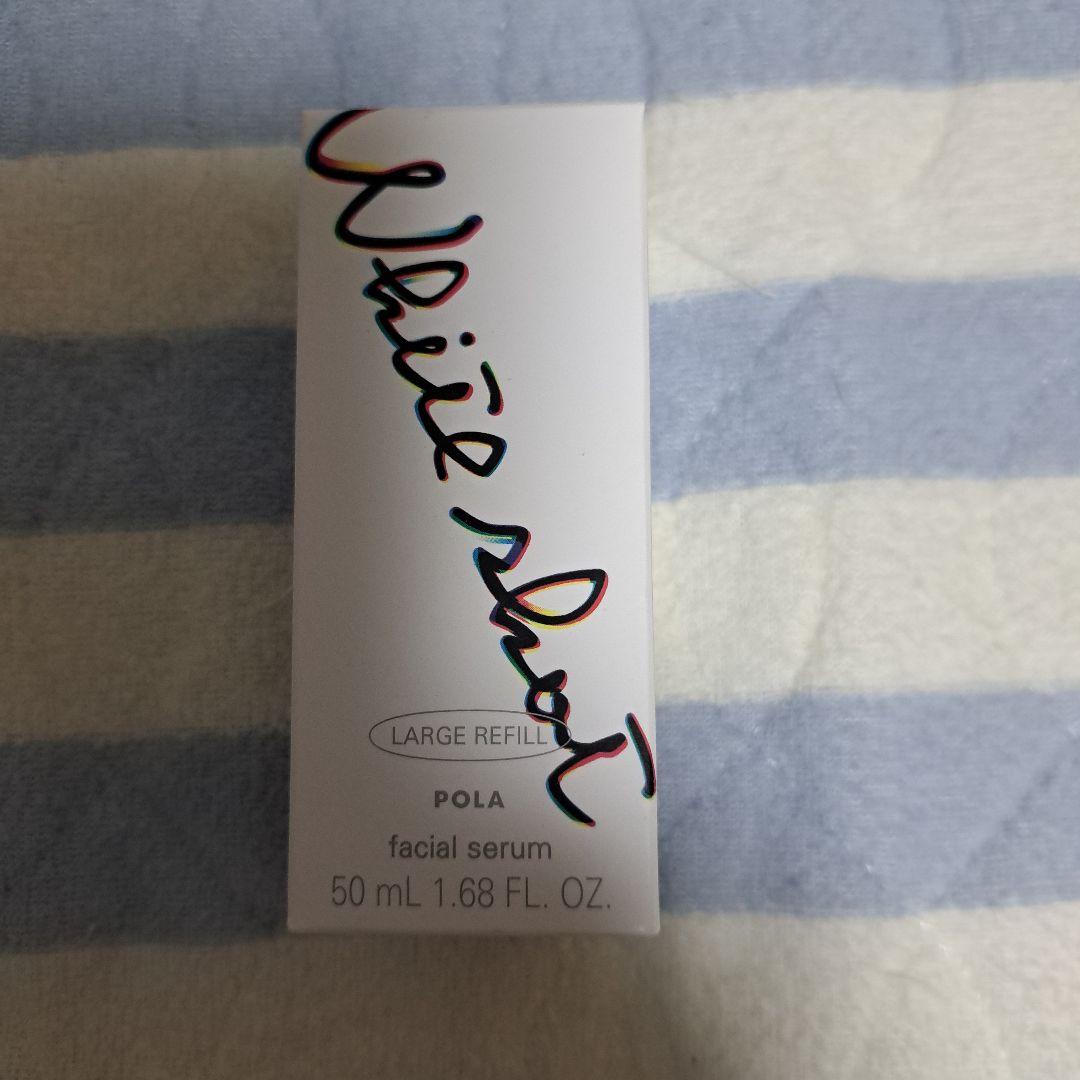 White Shot
LARGE REFILL
POLA
facial serum
50 mL 1.68 FL. OZ.